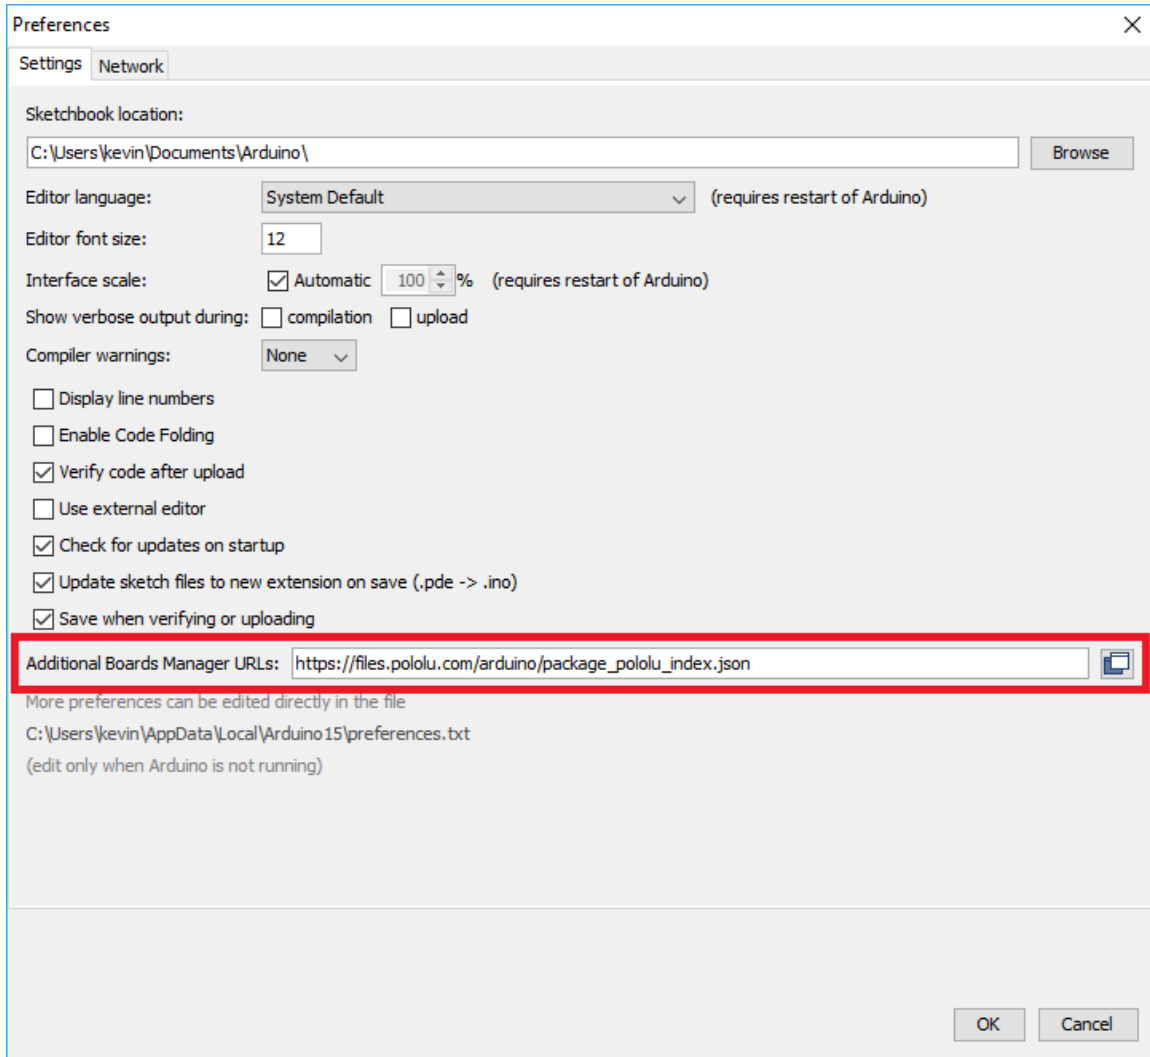 Preferences
Settings Network
Sketchbook location:
C:\Users\kevin\Documents\Arduino\ Browse
Editor language: System Default (requires restart of Arduino)
Editor font size: 12
Interface scale: Automatic 100 % (requires restart of Arduino)
Show verbose output during: compilation upload
Compiler warnings: None
Display line numbers
Enable Code Folding
Verify code after upload
Use external editor
Check for updates on startup
Update sketch files to new extension on save (.pde -> .ino)
Save when verifying or uploading
Additional Boards Manager URLs: https://files.pololu.com/arduino/package_pololu_index.json
More preferences can be edited directly in the file
C:\Users\kevin\AppData\Local\Arduino15\preferences.txt
(edit only when Arduino is not running)
OK Cancel